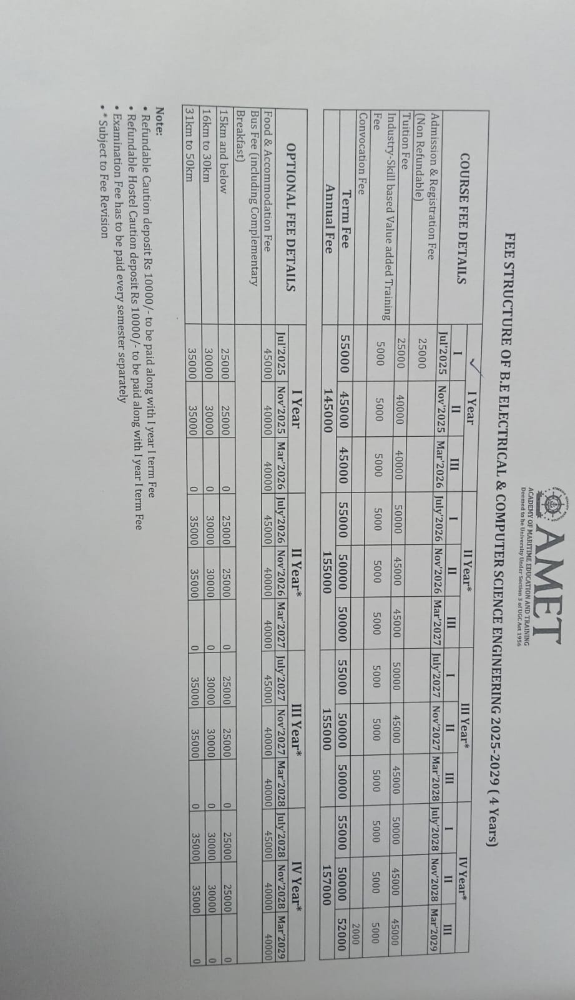 AMET
ACADEMY OF MARITIME EDUCATION AND TRAINING
Deemed to be University Under Section 3 of UGC Act 1956
FEE STRUCTURE OF B.E ELECTRICAL & COMPUTER SCIENCE ENGINEERING 2025-2029 ( 4 Years)
COURSE FEE DETAILS I Year II Year* III Year* IV Year*
I II III I II III I II III I II III
Jul'2025 Nov'2025 Mar'2026 July'2026 Nov'2026 Mar'2027 July'2027 Nov'2027 Mar'2028 July'2028 Nov'2028 Mar'2029
Admission & Registration Fee
(Non Refundable) 25000
Tuition Fee 25000 40000 40000 50000 45000 45000 50000 45000 45000 50000 45000 45000
Industry-Skill based Value added Training
Fee 5000 5000 5000 5000 5000 5000 5000 5000 5000 5000 5000 5000
Convocation Fee 2000
Term Fee 55000 45000 45000 55000 50000 50000 55000 50000 50000 55000 50000 52000
Annual Fee 145000 155000 155000 157000
OPTIONAL FEE DETAILS I Year II Year* III Year* IV Year*
Jul'2025 Nov'2025 Mar'2026 July'2026 Nov'2026 Mar'2027 July'2027 Nov'2027 Mar'2028 July'2028 Nov'2028 Mar'2029
Food & Accommodation Fee 45000 40000 40000 45000 40000 40000 45000 40000 40000 45000 40000 40000
Bus Fee (including Complementary
Breakfast)
15km and below 25000 25000 0 25000 25000 0 25000 25000 0 25000 25000 0
16km to 30km 30000 30000 0 30000 30000 0 30000 30000 0 30000 30000 0
31km to 50km 35000 35000 0 35000 35000 0 35000 35000 0 35000 35000 0
Note:
• Refundable Caution deposit Rs 10000/- to be paid along with I year I term Fee
• Refundable Hostel Caution deposit Rs 10000/- to be paid along with I year I term Fee
• Examination Fee has to be paid every semester separately
• * Subject to Fee Revision